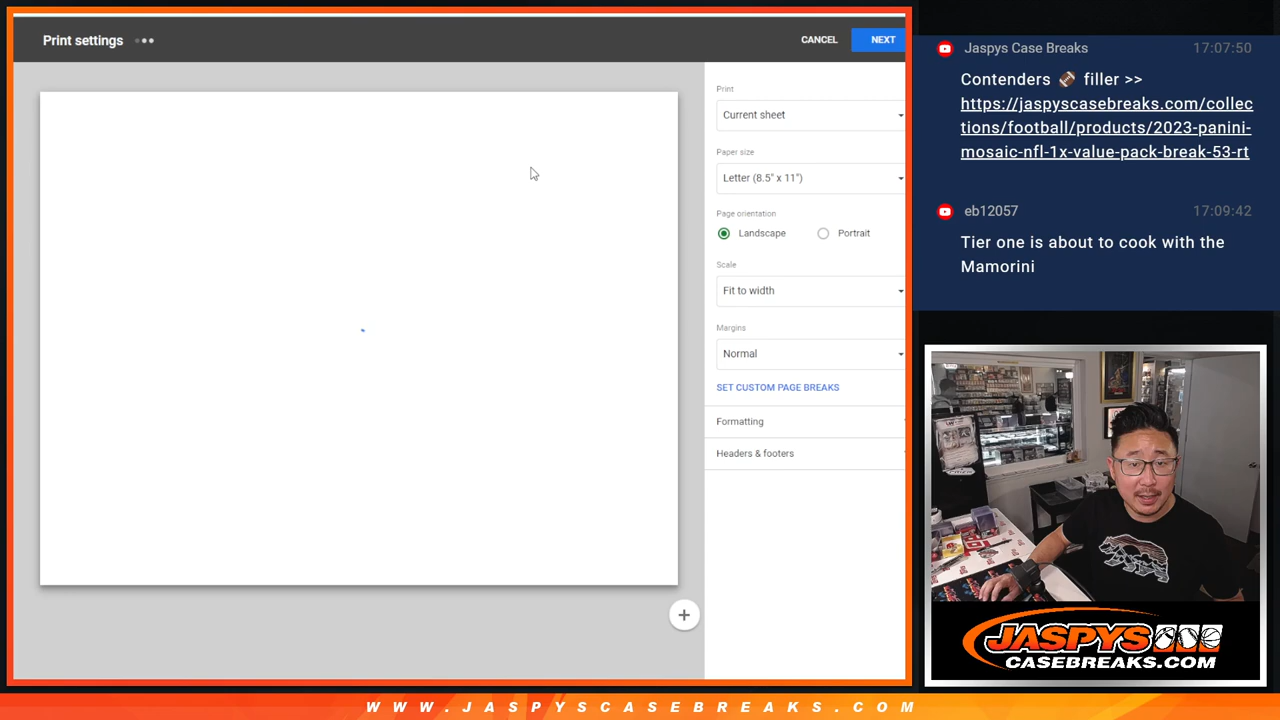 Print settings
CANCEL
NEXT
Print
Current sheet
Paper size
Letter (8.5" x 11")
Page orientation
Landscape
Portrait
Scale
Fit to width
Margins
Normal
SET CUSTOM PAGE BREAKS
Formatting
Headers & footers
Jaspys Case Breaks 17:07:50
Contenders 🏈 filler >>
https://jaspyscasebreaks.com/collec
tions/football/products/2023-panini-
mosaic-nfl-1x-value-pack-break-53-rt
eb12057 17:09:42
Tier one is about to cook with the
Mamorini
JASPYS
CASEBREAKS.COM
WWW.JASPYSCASEBREAKS.COM